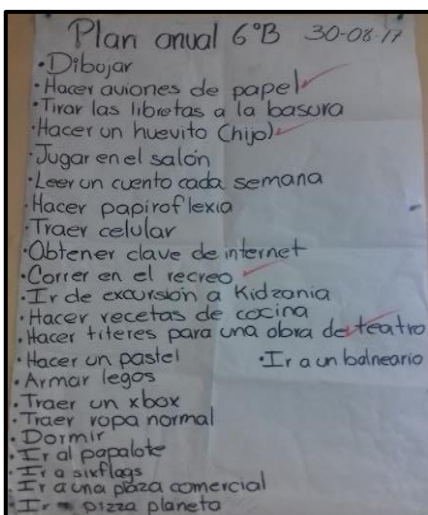 Plan anual 6°B 30-08-17
• Dibujar
• Hacer aviones de papel
• Tirar las libretas a la basura
• Hacer un huevito (hijo)
• Jugar en el salón
• Leer un cuento cada semana
• Hacer papiroflexia
• Traer celular
• Obtener clave de internet
• Correr en el recreo
• Ir de excursión a Kidzania
• Hacer recetas de cocina
• Hacer títeres para una obra de teatro
• Hacer un pastel • Ir a un balneario
• Armar legos
• Traer un xbox
• Traer ropa normal
• Dormir
• Ir al papalote
• Ir a sixflags
• Ir a una plaza comercial
• Ir a pizza planeta